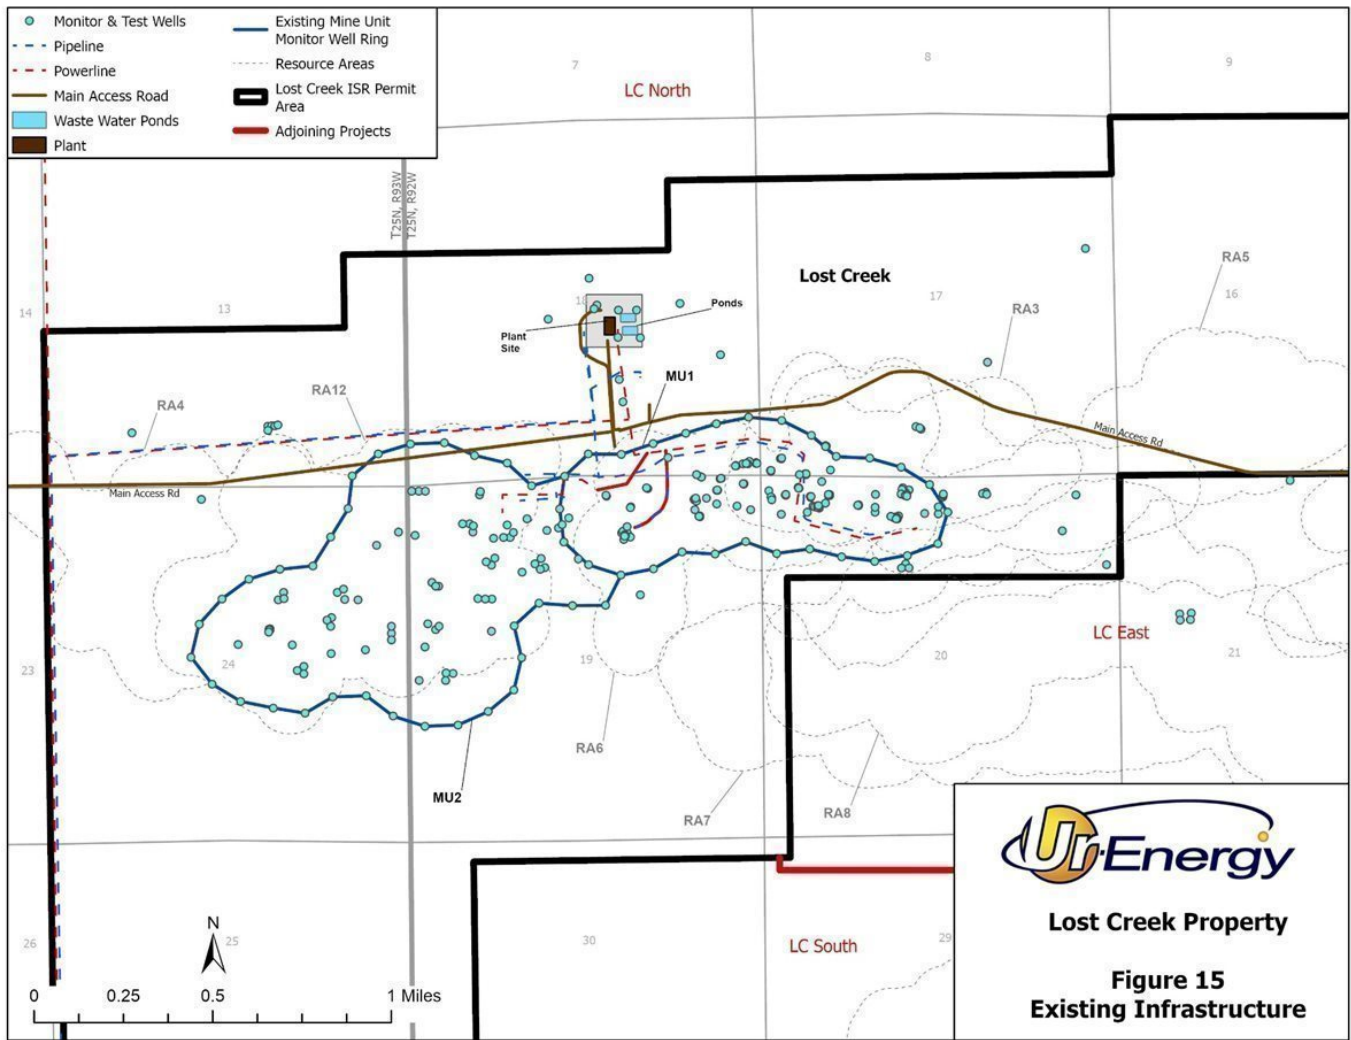 Monitor & Test Wells
Pipeline
Powerline
Main Access Road
Waste Water Ponds
Plant
Existing Mine Unit
Monitor Well Ring
Resource Areas
Lost Creek ISR Permit
Area
Adjoining Projects
7
8
9
LC North
T25N, R93W
T25N, R92W
Lost Creek
RA5
14
13
18
17
16
Ponds
RA3
Plant
Site
MU1
RA12
RA4
Main Access Rd
Main Access Rd
LC East
23
24
19
20
21
RA6
MU2
RA7
RA8
Ur-Energy
Lost Creek Property
Figure 15
Existing Infrastructure
26
N
25
30
LC South
29
0
0.25
0.5
1 Miles